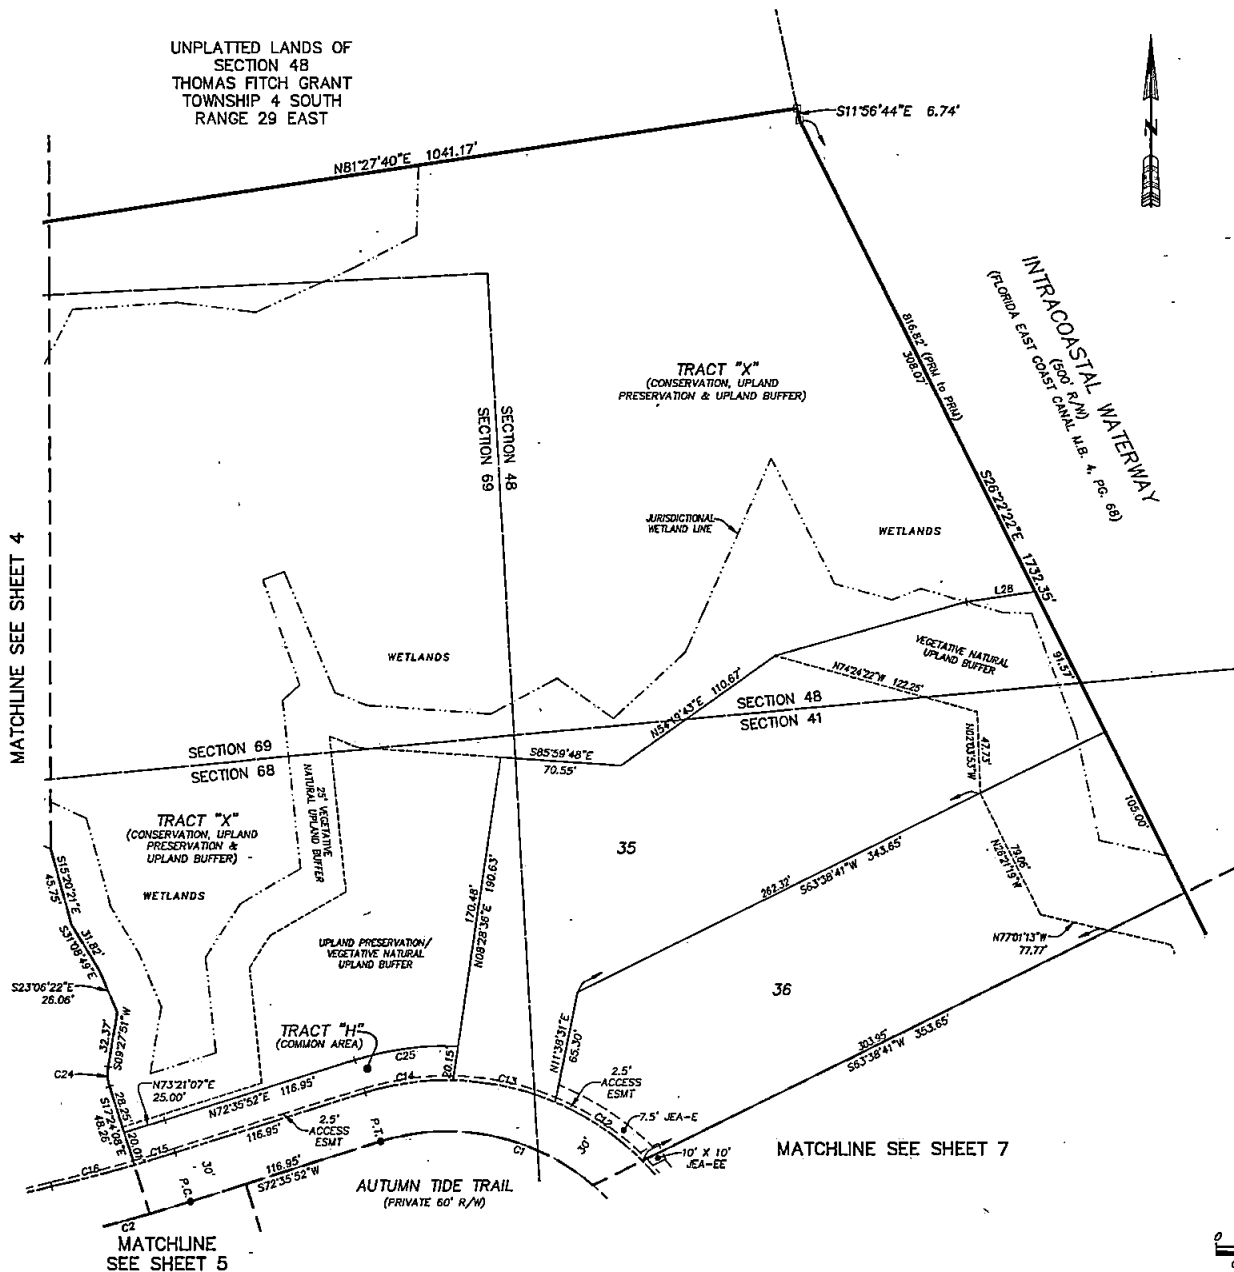 UNPLATTED LANDS OF
SECTION 48
THOMAS FITCH GRANT
TOWNSHIP 4 SOUTH
RANGE 29 EAST
S11°56'44"E 6.74'
N81°27'40"E 1041.17'
N
INTRACOASTAL WATERWAY
(500' R/W)
(FLORIDA EAST COAST CANAL M.B. 4, PG. 68)
816.82' (PRM to PRM)
308.07'
S26°22'22"E 1732.35'
TRACT "X"
(CONSERVATION, UPLAND
PRESERVATION & UPLAND BUFFER)
SECTION 48
SECTION 69
JURISDICTIONAL
WETLAND LINE
WETLANDS
MATCHLINE SEE SHEET 4
L28
WETLANDS
VEGETATIVE NATURAL
UPLAND BUFFER
91.57'
N74°24'22"W 122.25'
N54°19'43"E 110.67'
SECTION 48
SECTION 41
SECTION 69
SECTION 68
S85°59'48"E
70.55'
47.73'
N02°03'53"W
25' VEGETATIVE
NATURAL UPLAND BUFFER
TRACT "X"
(CONSERVATION, UPLAND
PRESERVATION &
UPLAND BUFFER)
105.00'
35
79.06'
N26°21'19"W
S15°20'21"E
45.75'
WETLANDS
262.32'
S63°38'41"W 343.65'
170.48' 190.63'
N08°28'36"E
31.82'
S31°08'49"E
UPLAND PRESERVATION/
VEGETATIVE NATURAL
UPLAND BUFFER
N77°01'13"W
77.77'
S23°06'22"E
26.06'
36
32.37'
S09°27'51"W
TRACT "H"
(COMMON AREA)
N11°38'31"E
65.30'
303.95'
S63°38'41"W 353.65'
C25
20.15'
C24
N73°21'07"E
25.00'
N72°35'52"E 116.95'
C14
C13
2.5'
ACCESS
ESMT
28.25'
S17°24'08"E
48.26'
20.01'
2.5'
ACCESS
ESMT
116.95'
C12
7.5' JEA-E
P.T.
C15
C16
30'
30'
C1
10' X 10'
JEA-EE
MATCHLINE SEE SHEET 7
116.95'
S72°35'52"W
P.C.
AUTUMN TIDE TRAIL
(PRIVATE 60' R/W)
C2
MATCHLINE
SEE SHEET 5
0